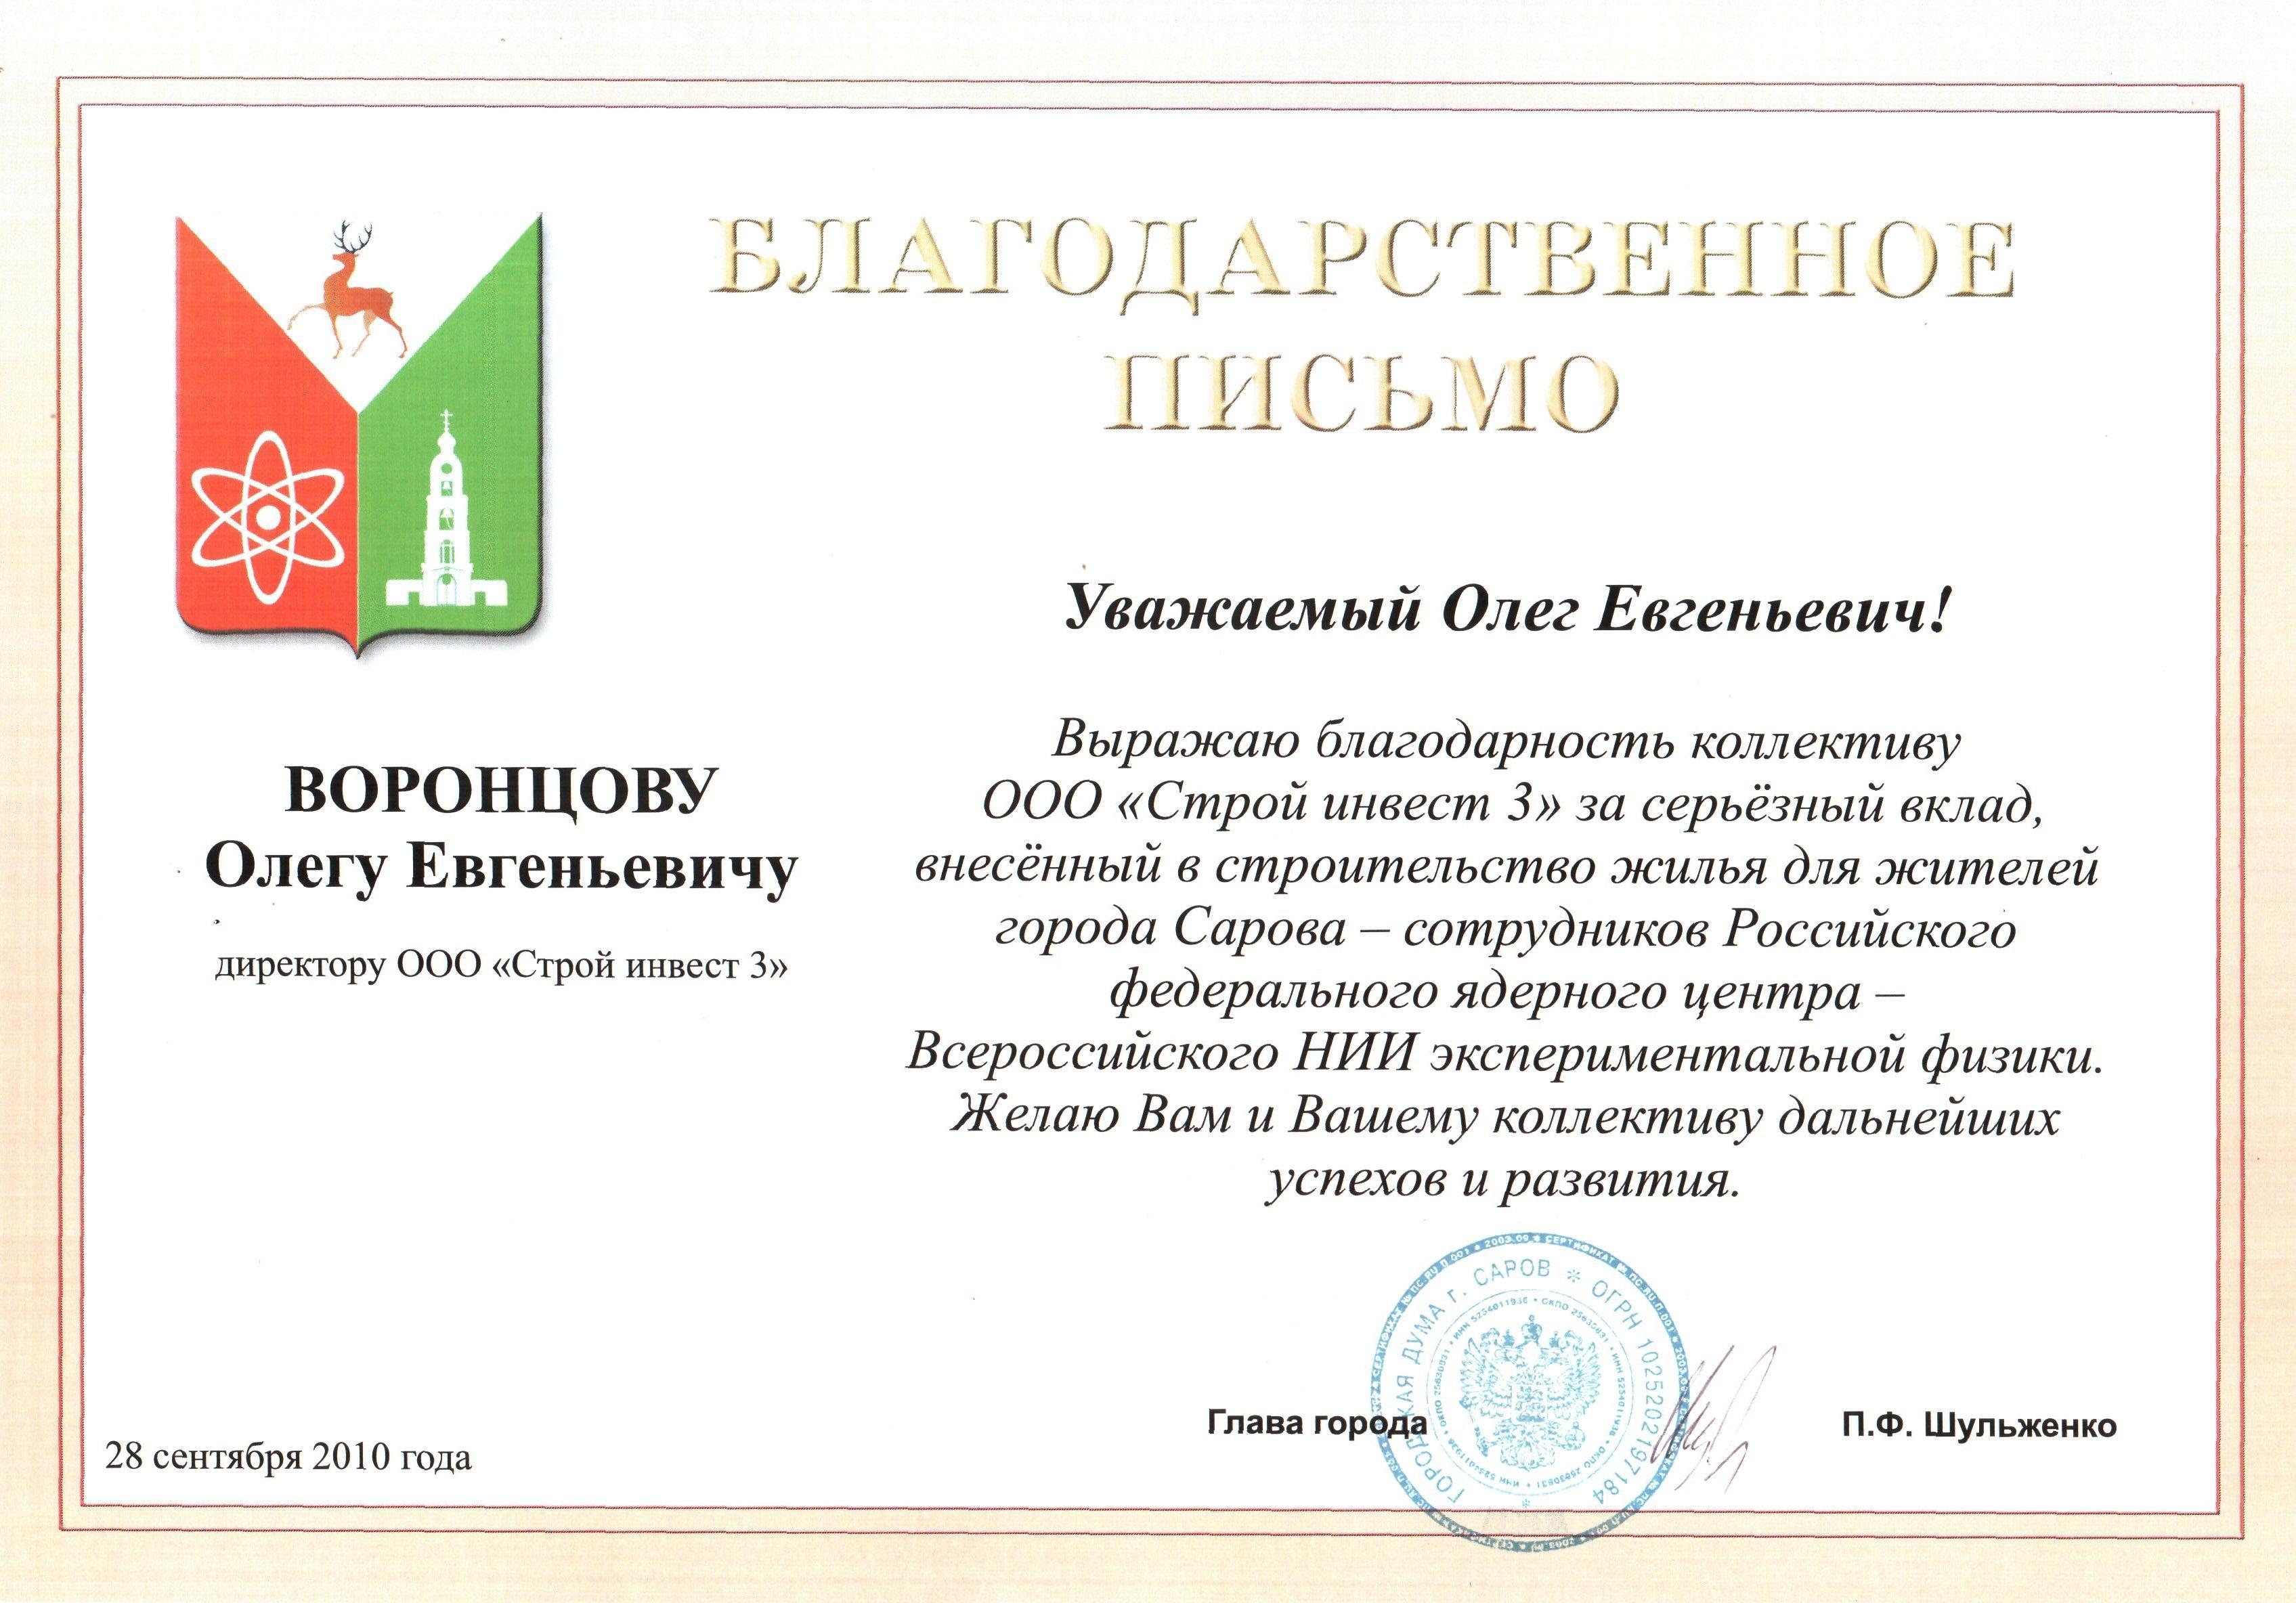 БЛАГОДАРСТВЕННОЕ
ПИСЬМО
ВОРОНЦОВУ
Олегу Евгеньевичу
директору ООО «Строй инвест 3»
Уважаемый Олег Евгеньевич!
Выражаю благодарность коллективу
ООО «Строй инвест 3» за серьёзный вклад,
внесённый в строительство жилья для жителей
города Сарова – сотрудников Российского
федерального ядерного центра –
Всероссийского НИИ экспериментальной физики.
Желаю Вам и Вашему коллективу дальнейших
успехов и развития.
28 сентября 2010 года
Глава города
П.Ф. Шульженко
ГОРОДСКАЯ ДУМА г. САРОВ * ОГРН 1025202197184 *